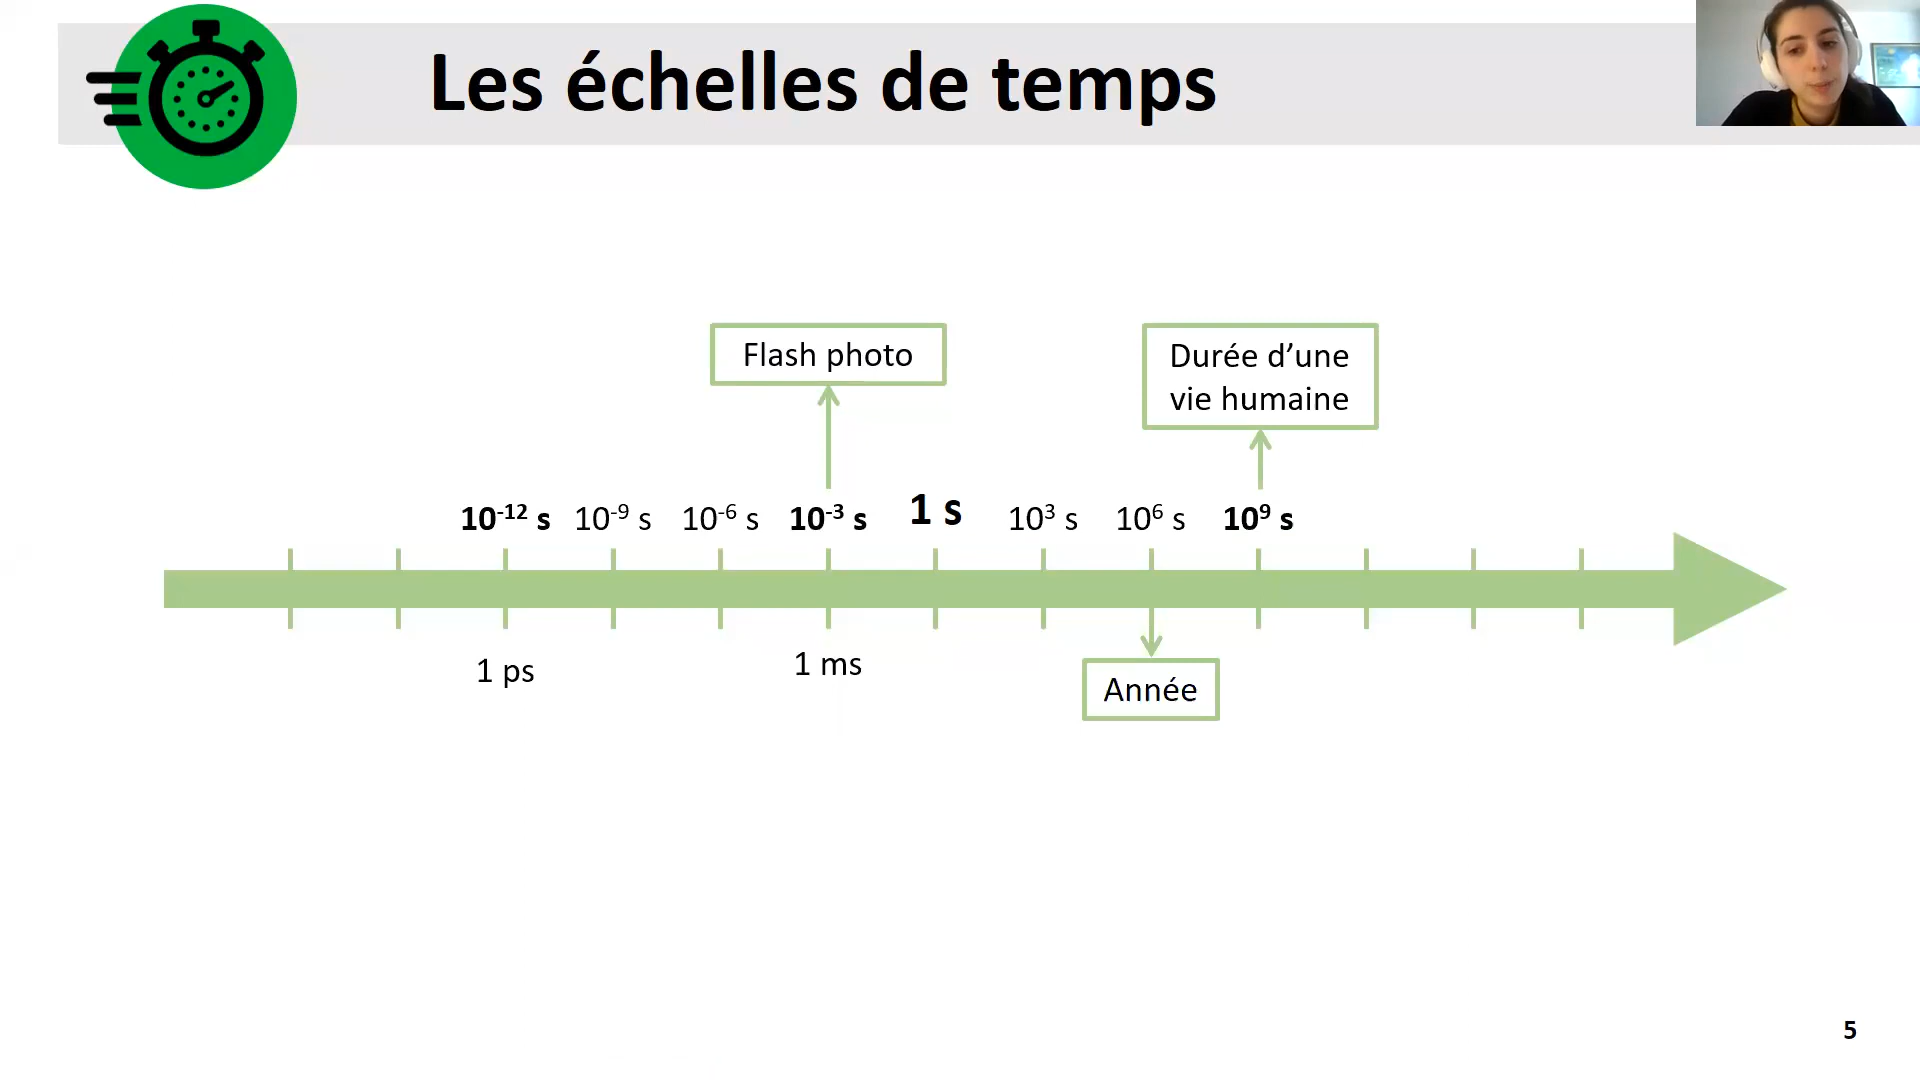 Les échelles de temps
Flash photo
Durée d’une
vie humaine
10⁻¹² s
10⁻⁹ s
10⁻⁶ s
10⁻³ s
1 s
10³ s
10⁶ s
10⁹ s
1 ps
1 ms
Année
5